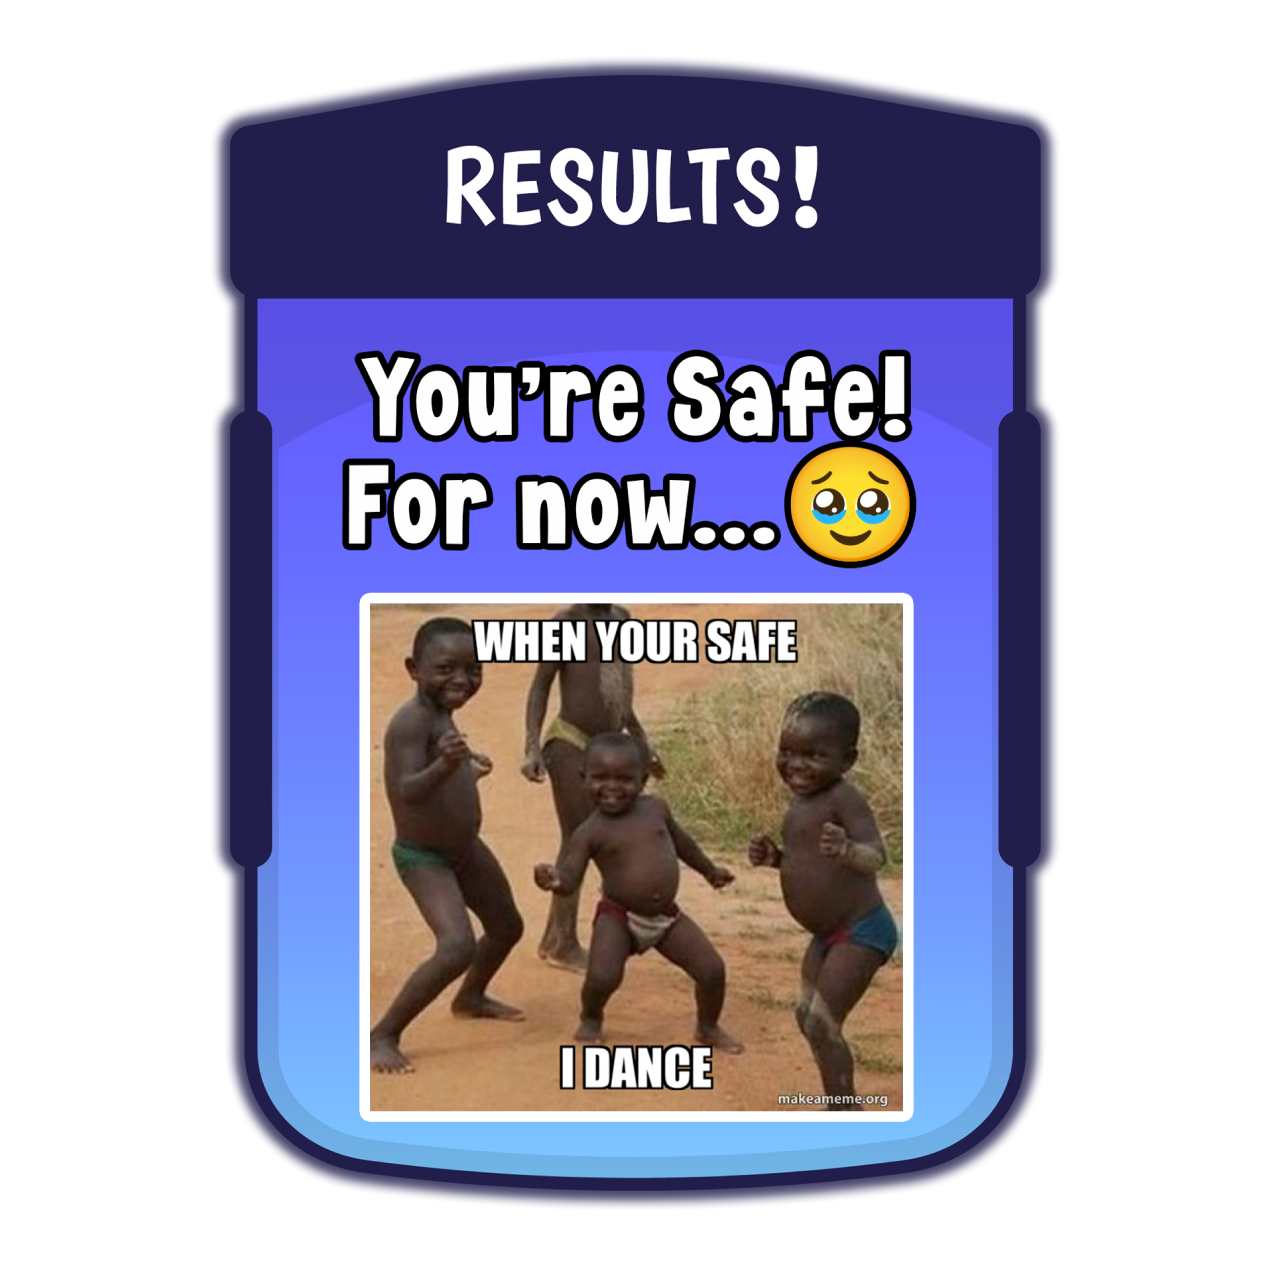 RESULTS!
You're Safe!
For now...🥹
WHEN YOUR SAFE
I DANCE
makeameme.org